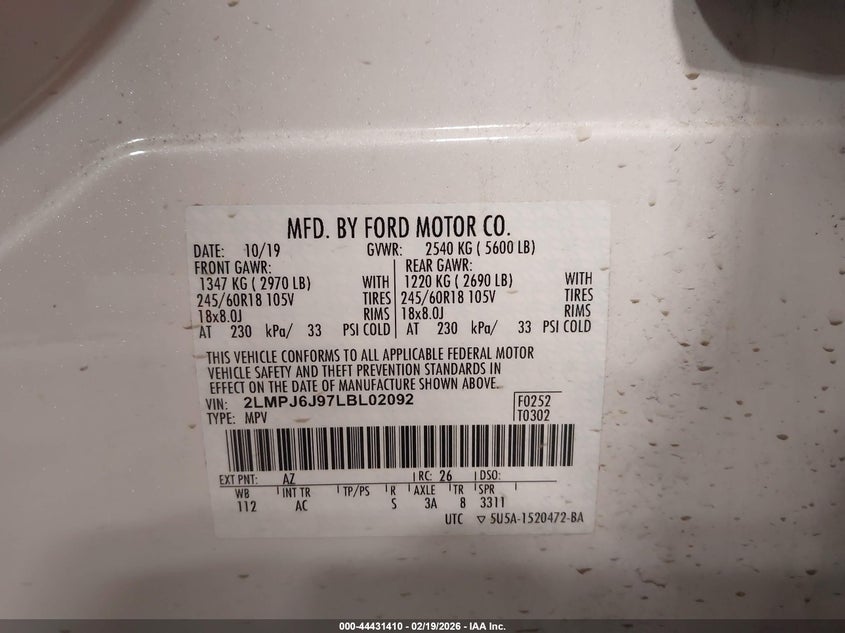 MFD. BY FORD MOTOR CO.
DATE: 10/19 GVWR: 2540 KG ( 5600 LB)
FRONT GAWR: REAR GAWR:
1347 KG ( 2970 LB) WITH 1220 KG ( 2690 LB) WITH
245/60R18 105V TIRES 245/60R18 105V TIRES
18x8.0J RIMS 18x8.0J RIMS
AT 230 kPa/ 33 PSI COLD AT 230 kPa/ 33 PSI COLD
THIS VEHICLE CONFORMS TO ALL APPLICABLE FEDERAL MOTOR
VEHICLE SAFETY AND THEFT PREVENTION STANDARDS IN
EFFECT ON THE DATE OF MANUFACTURE SHOWN ABOVE.
VIN: 2LMPJ6J97LBL02092 F0252
TYPE: MPV T0302
EXT PNT: AZ RC: 26 DSO:
WB INT TR TP/PS R AXLE TR SPR
112 AC S 3A 8 3311
UTC ▽ 5U5A-1520472-BA
000-44431410 - 02/19/2026 - IAA Inc.